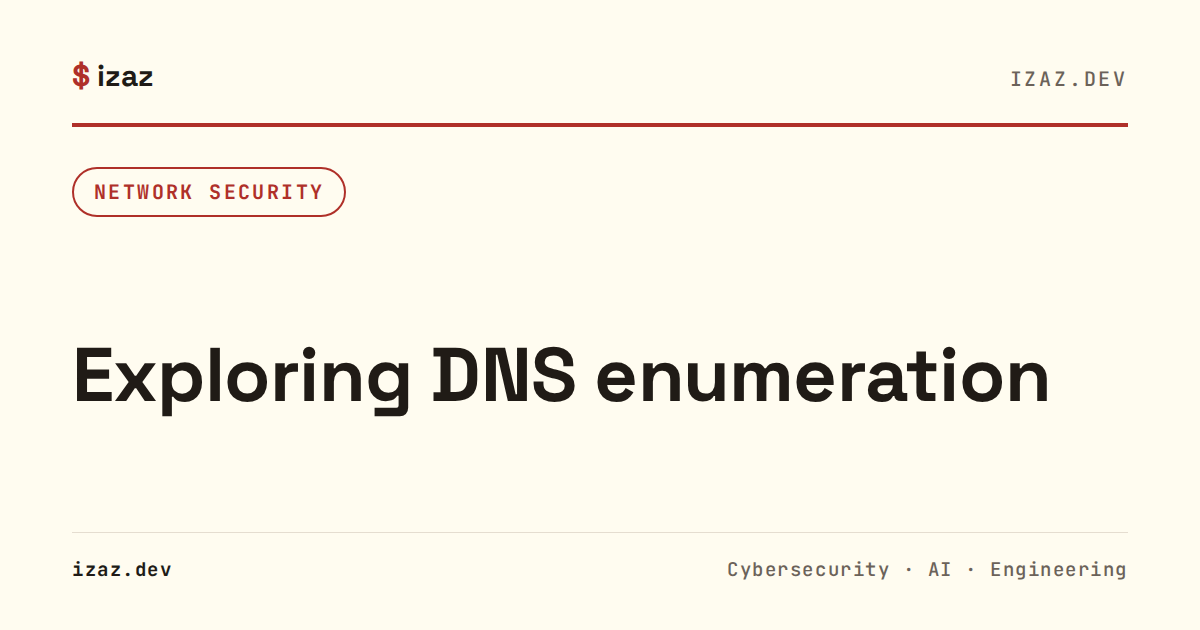 $ izaz
IZAZ.DEV
NETWORK SECURITY
Exploring DNS enumeration
izaz.dev
Cybersecurity · AI · Engineering